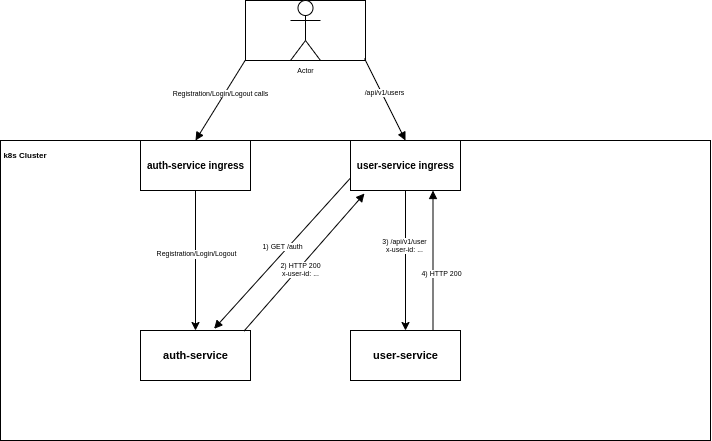 Actor
Registration/Login/Logout calls
/api/v1/users
k8s Cluster
auth-service ingress
user-service ingress
1) GET /auth
2) HTTP 200
x-user-id: ...
3) /api/v1/user
x-user-id: ...
Registration/Login/Logout
4) HTTP 200
auth-service
user-service